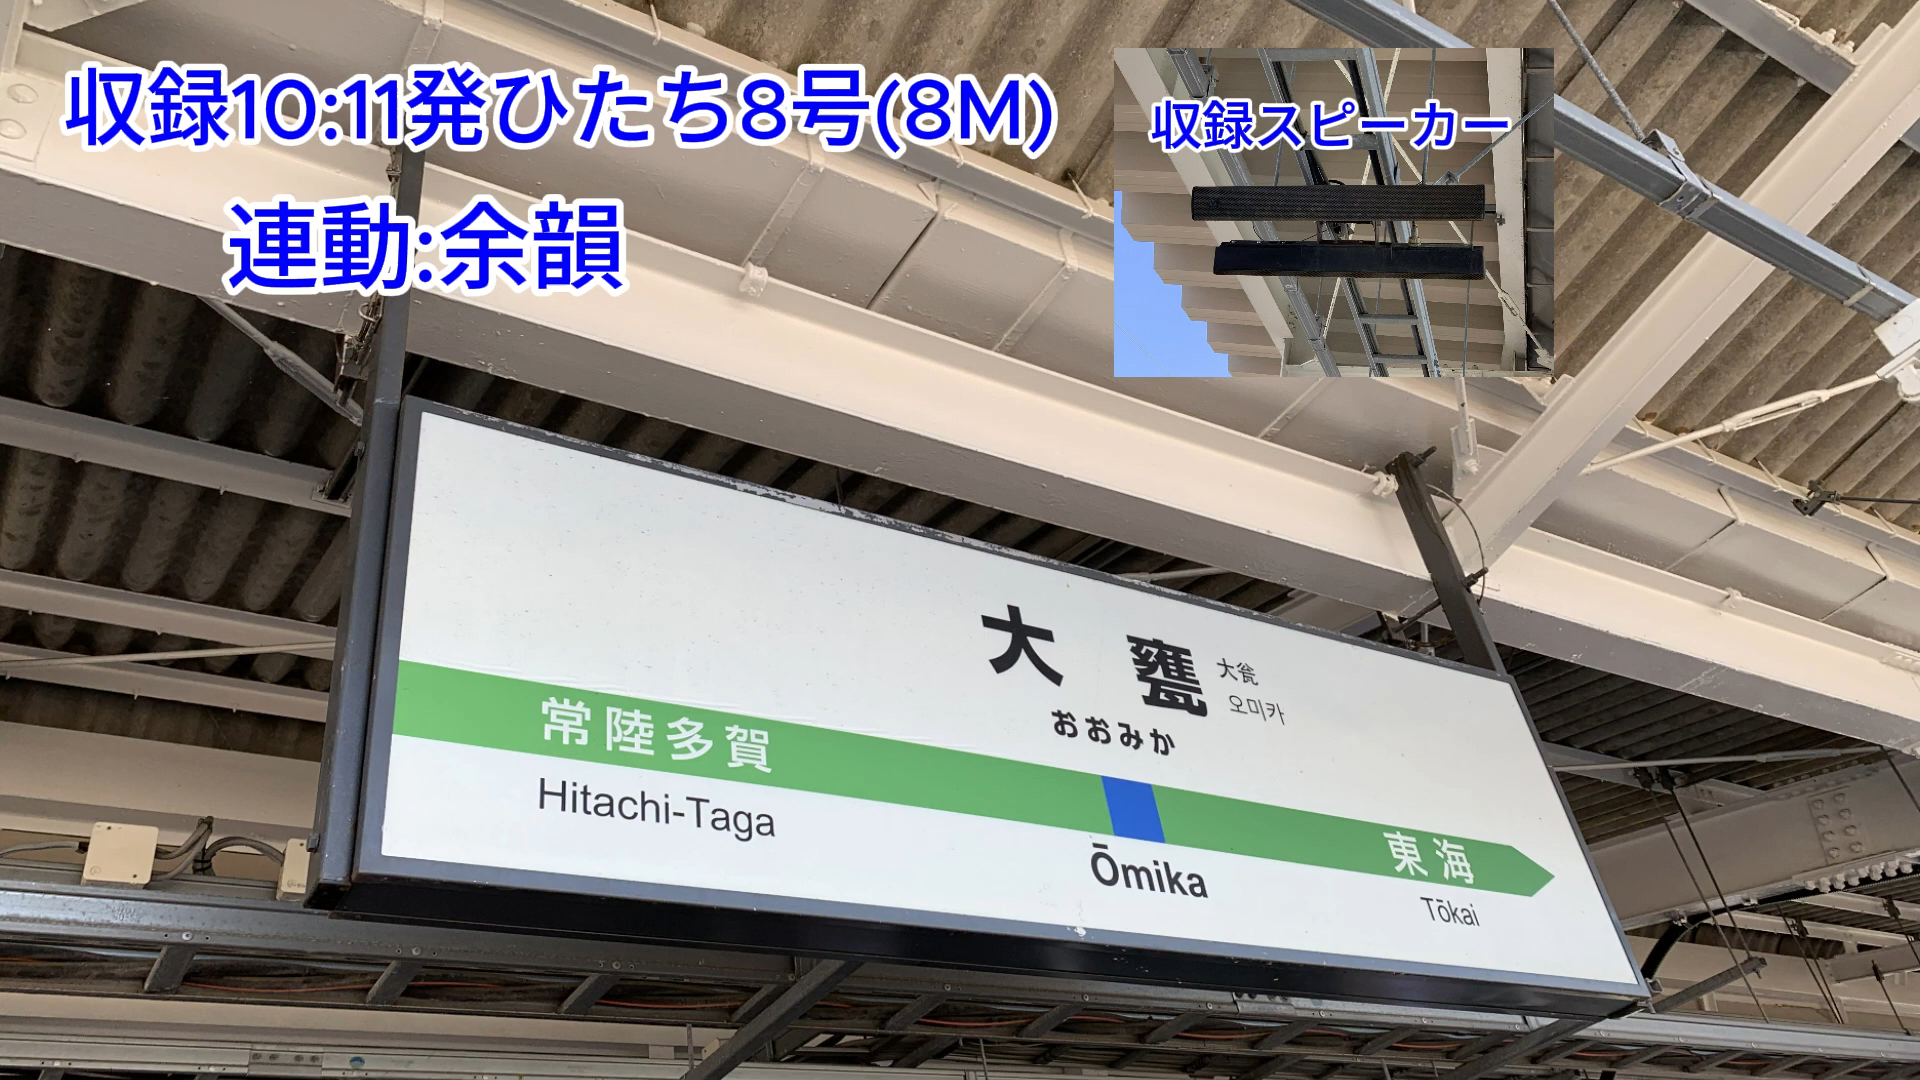 収録10:11発ひたち8号(8M)
連動:余韻
収録スピーカー
大甕
大瓮
오미카
おおみか
常陸多賀
Hitachi-Taga
Ōmika
東海
Tōkai